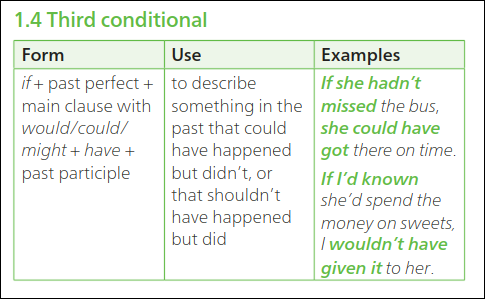 1.4 Third conditional
Form
if + past perfect +
main clause with
would/could/
might + have +
past participle
Use
to describe
something in the
past that could
have happened
but didn't, or
that shouldn't
have happened
but did
Examples
If she hadn't
missed the bus,
she could have
got there on time.
If I'd known
she'd spend the
money on sweets,
I wouldn't have
given it to her.